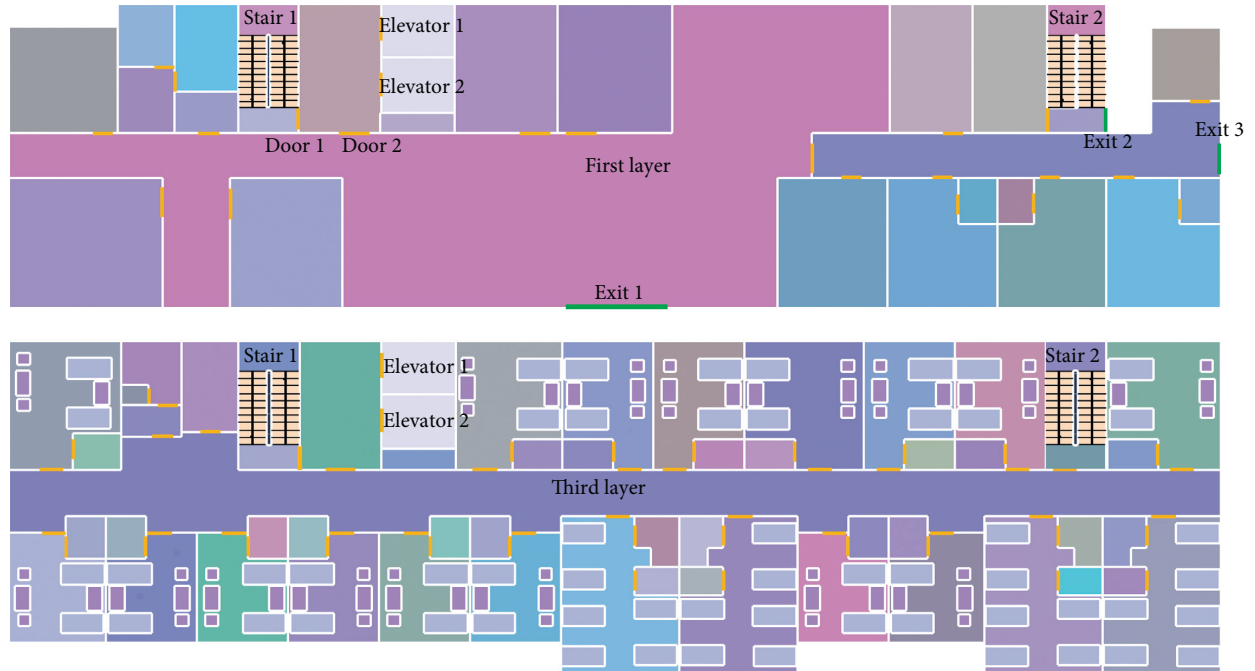 Stair 1
Elevator 1
Stair 2
Elevator 2
Exit 3
Door 1
Door 2
Exit 2
First layer
Exit 1
Stair 1
Elevator 1
Stair 2
Elevator 2
Third layer